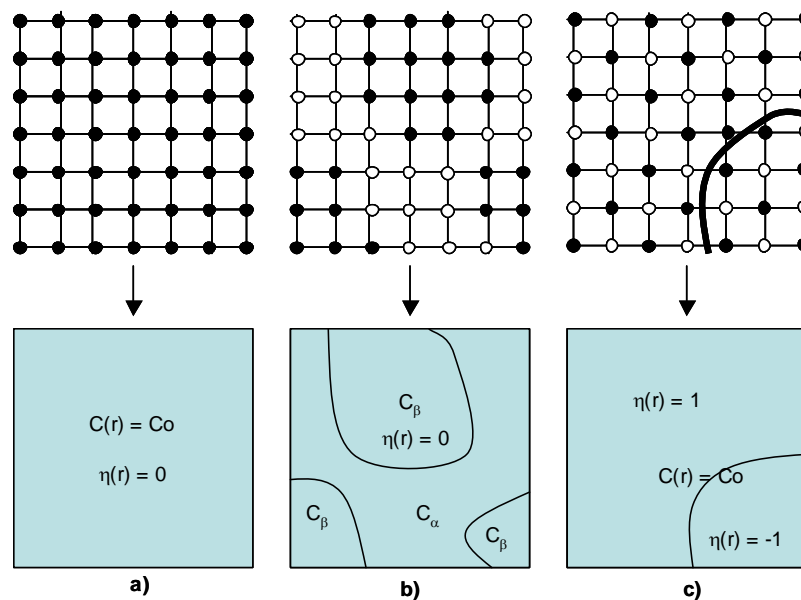 C(r) = Co
η(r) = 0
a)
Cβ
η(r) = 0
Cβ
Cα
Cβ
b)
η(r) = 1
C(r) = Co
η(r) = -1
c)